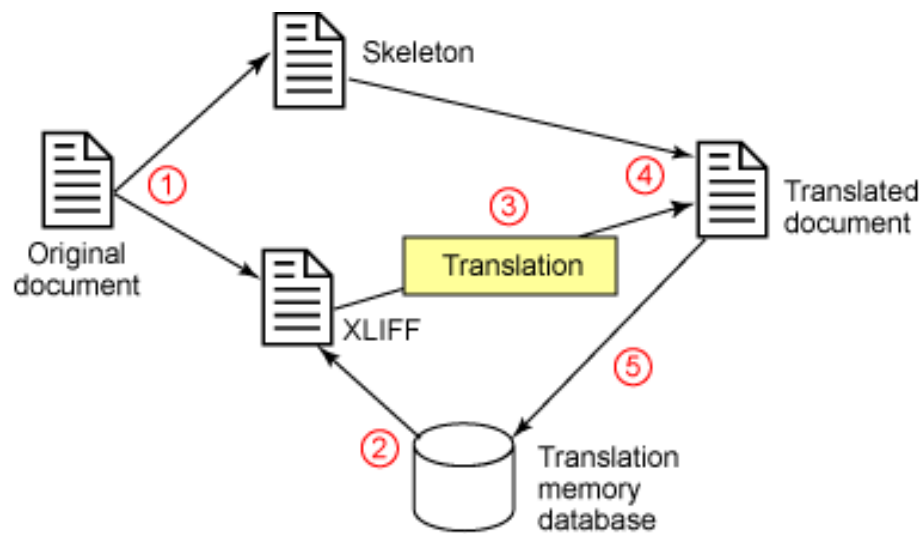 Skeleton
①
④
③
Translated
document
Original
document
Translation
XLIFF
⑤
②
Translation
memory
database